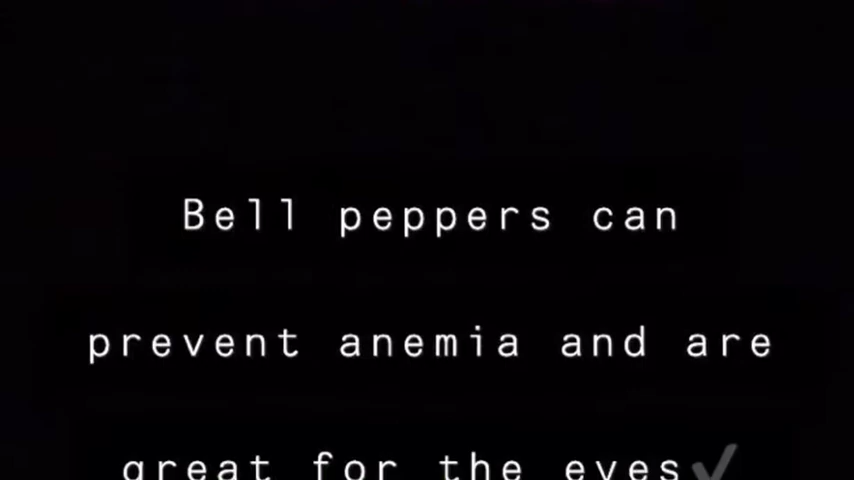 Bell peppers can
prevent anemia and are
great for the eyes✓